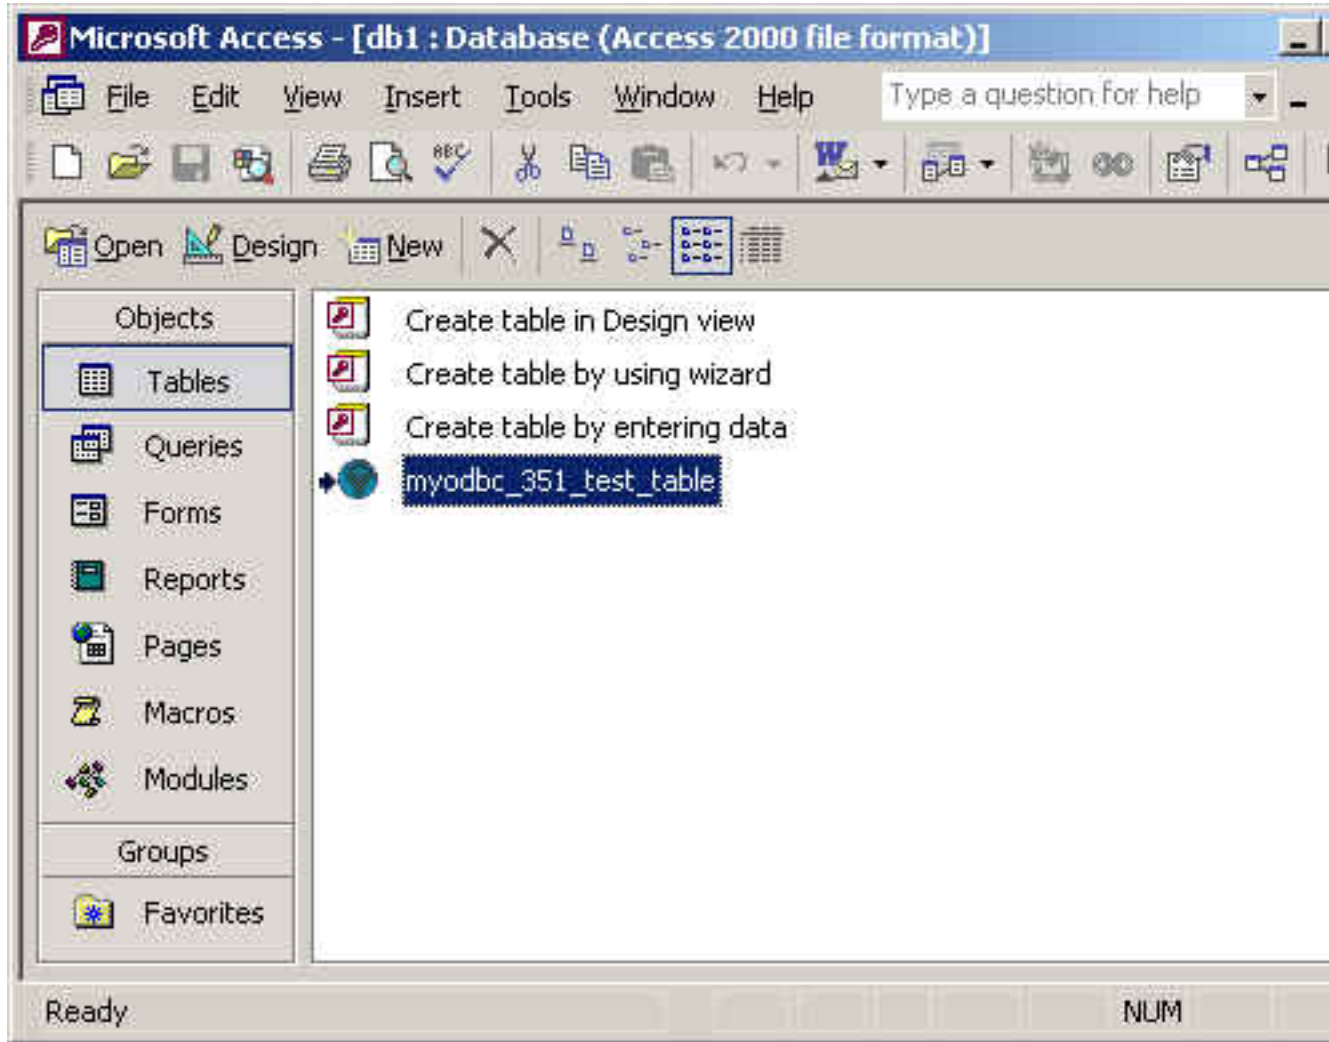 Microsoft Access - [db1 : Database (Access 2000 file format)]
File Edit View Insert Tools Window Help Type a question for help
ABC W
Open Design New
Objects
Tables
Queries
Forms
Reports
Pages
Macros
Modules
Groups
Favorites
Create table in Design view
Create table by using wizard
Create table by entering data
myodbc_351_test_table
Ready NUM